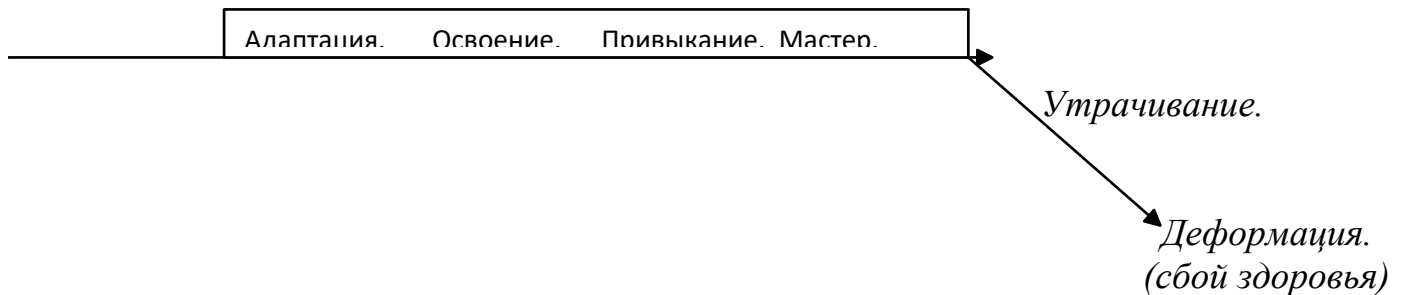 Адаптация. Освоение. Привыкание. Мастер.
Утрачивание.
Деформация.
(сбой здоровья)